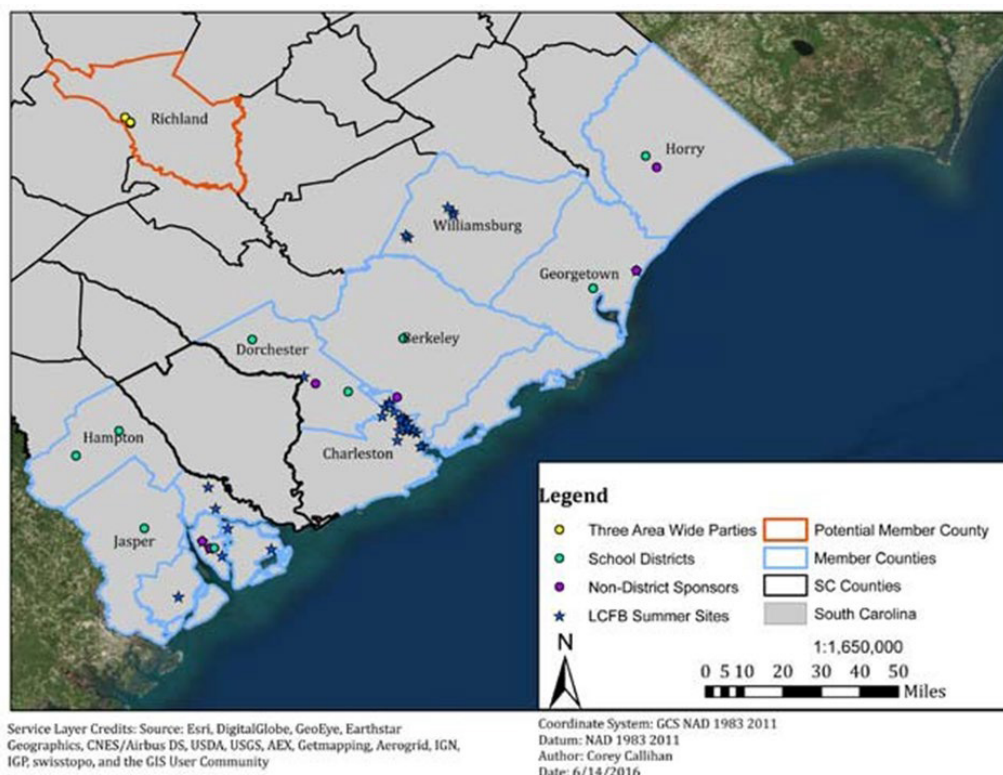 Richland
Horry
Williamsburg
Georgetown
Berkeley
Dorchester
Hampton
Charleston
Jasper
Legend
Three Area Wide Parties
School Districts
Non-District Sponsors
LCFB Summer Sites
Potential Member County
Member Counties
SC Counties
South Carolina
N
1:1,650,000
0 5 10 20 30 40 50
Miles
Service Layer Credits: Source: Esri, DigitalGlobe, GeoEye, Earthstar
Geographics, CNES/Airbus DS, USDA, USGS, AEX, Getmapping, Aerogrid, IGN,
IGP, swisstopo, and the GIS User Community
Coordinate System: GCS NAD 1983 2011
Datum: NAD 1983 2011
Author: Corey Callihan
Date: 6/14/2016